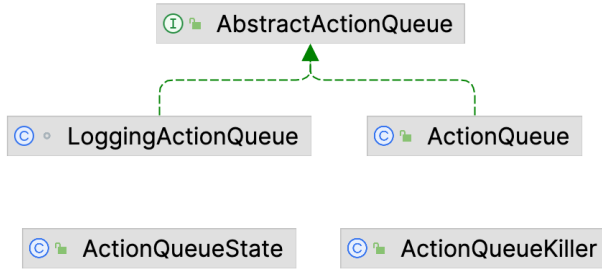 I AbstractActionQueue
C LoggingActionQueue
C ActionQueue
C ActionQueueState
C ActionQueueKiller